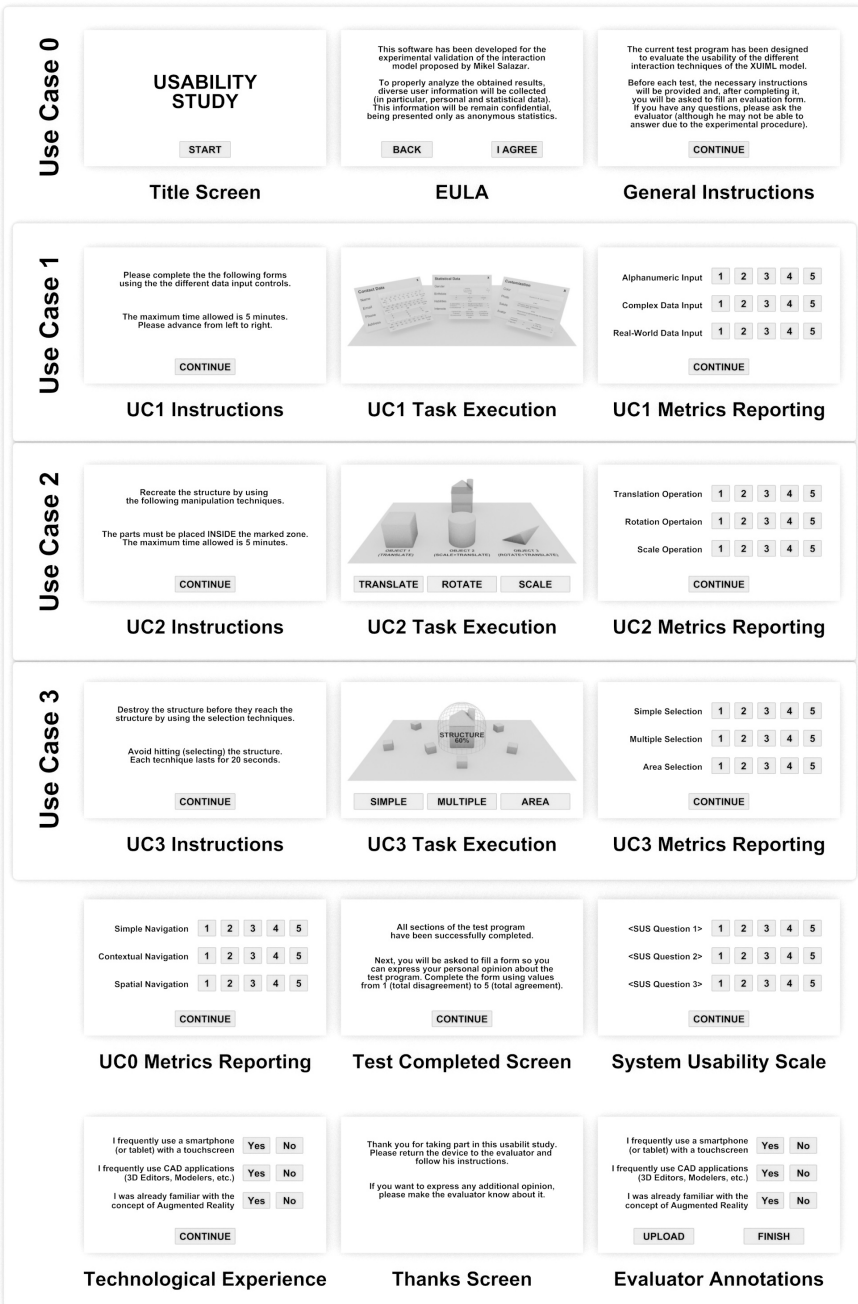 Use Case 0
USABILITY
STUDY
START
Title Screen
This software has been developed for the
experimental validation of the interaction
model proposed by Mikel Salazar.
To properly analyze the obtained results,
diverse user information will be collected
(in particular, personal and statistical data).
This information will be remain confidential,
being presented only as anonymous statistics.
BACK
I AGREE
EULA
The current test program has been designed
to evaluate the usability of the different
interaction techniques of the XUIML model.
Before each test, the necessary instructions
will be provided and, after completing it,
you will be asked to fill an evaluation form.
If you have any questions, please ask the
evaluator (although he may not be able to
answer due to the experimental procedure).
CONTINUE
General Instructions
Use Case 1
Please complete the the following forms
using the the different data input controls.
The maximum time allowed is 5 minutes.
Please advance from left to right.
CONTINUE
UC1 Instructions
Contact Data
Name
Email
Phone
Address
Statistical Data
Customization
UC1 Task Execution
Alphanumeric Input 1 2 3 4 5
Complex Data Input 1 2 3 4 5
Real-World Data Input 1 2 3 4 5
CONTINUE
UC1 Metrics Reporting
Use Case 2
Recreate the structure by using
the following manipulation techniques.
The parts must be placed INSIDE the marked zone.
The maximum time allowed is 5 minutes.
CONTINUE
UC2 Instructions
OBJECT 1
(TRANSLATE)
OBJECT 2
(SCALE+TRANSLATE)
OBJECT 3
(ROTATE+TRANSLATE)
TRANSLATE
ROTATE
SCALE
UC2 Task Execution
Translation Operation 1 2 3 4 5
Rotation Opertaion 1 2 3 4 5
Scale Operation 1 2 3 4 5
CONTINUE
UC2 Metrics Reporting
Use Case 3
Destroy the structure before they reach the
structure by using the selection techniques.
Avoid hitting (selecting) the structure.
Each tecnhique lasts for 20 seconds.
CONTINUE
UC3 Instructions
STRUCTURE
60%
SIMPLE
MULTIPLE
AREA
UC3 Task Execution
Simple Selection 1 2 3 4 5
Multiple Selection 1 2 3 4 5
Area Selection 1 2 3 4 5
CONTINUE
UC3 Metrics Reporting
Simple Navigation 1 2 3 4 5
Contextual Navigation 1 2 3 4 5
Spatial Navigation 1 2 3 4 5
CONTINUE
UC0 Metrics Reporting
All sections of the test program
have been successfully completed.
Next, you will be asked to fill a form so you
can express your personal opinion about the
test program. Complete the form using values
from 1 (total disagreement) to 5 (total agreement).
CONTINUE
Test Completed Screen
<SUS Question 1> 1 2 3 4 5
<SUS Question 2> 1 2 3 4 5
<SUS Question 3> 1 2 3 4 5
CONTINUE
System Usability Scale
I frequently use a smartphone
(or tablet) with a touchscreen
Yes No
I frequently use CAD applications
(3D Editors, Modelers, etc.)
Yes No
I was already familiar with the
concept of Augmented Reality
Yes No
CONTINUE
Technological Experience
Thank you for taking part in this usabilit study.
Please return the device to the evaluator and
follow his instructions.
If you want to express any additional opinion,
please make the evaluator know about it.
Thanks Screen
I frequently use a smartphone
(or tablet) with a touchscreen
Yes No
I frequently use CAD applications
(3D Editors, Modelers, etc.)
Yes No
I was already familiar with the
concept of Augmented Reality
Yes No
UPLOAD
FINISH
Evaluator Annotations